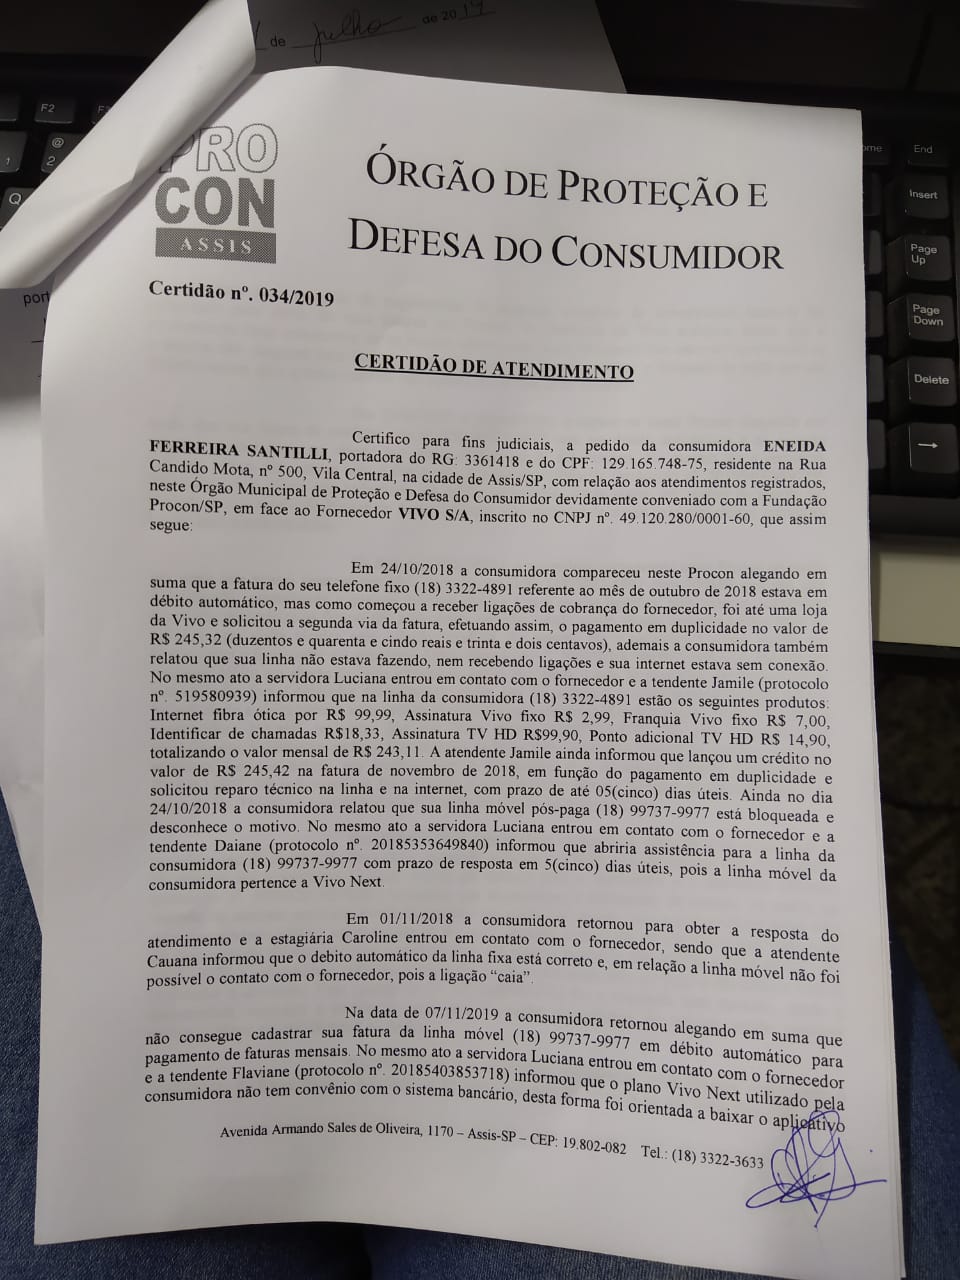 de julho de 2019
F2
@
2
1
Q
ome
End
Insert
Page
Up
Page
Down
Delete
→
port
PRO
CON
ASSIS
ÓRGÃO DE PROTEÇÃO E
DEFESA DO CONSUMIDOR
Certidão nº. 034/2019
CERTIDÃO DE ATENDIMENTO
Certifico para fins judiciais, a pedido da consumidora ENEIDA
FERREIRA SANTILLI, portadora do RG: 3361418 e do CPF: 129.165.748-75, residente na Rua
Candido Mota, nº 500, Vila Central, na cidade de Assis/SP, com relação aos atendimentos registrados,
neste Órgão Municipal de Proteção e Defesa do Consumidor devidamente conveniado com a Fundação
Procon/SP, em face ao Fornecedor VIVO S/A, inscrito no CNPJ nº. 49.120.280/0001-60, que assim
segue:
Em 24/10/2018 a consumidora compareceu neste Procon alegando em
suma que a fatura do seu telefone fixo (18) 3322-4891 referente ao mês de outubro de 2018 estava em
débito automático, mas como começou a receber ligações de cobrança do fornecedor, foi até uma loja
da Vivo e solicitou a segunda via da fatura, efetuando assim, o pagamento em duplicidade no valor de
R$ 245,32 (duzentos e quarenta e cindo reais e trinta e dois centavos), ademais a consumidora também
relatou que sua linha não estava fazendo, nem recebendo ligações e sua internet estava sem conexão.
No mesmo ato a servidora Luciana entrou em contato com o fornecedor e a tendente Jamile (protocolo
nº. 519580939) informou que na linha da consumidora (18) 3322-4891 estão os seguintes produtos:
Internet fibra ótica por R$ 99,99, Assinatura Vivo fixo R$ 2,99, Franquia Vivo fixo R$ 7,00,
Identificar de chamadas R$18,33, Assinatura TV HD R$99,90, Ponto adicional TV HD R$ 14,90,
totalizando o valor mensal de R$ 243,11. A atendente Jamile ainda informou que lançou um crédito no
valor de R$ 245,42 na fatura de novembro de 2018, em função do pagamento em duplicidade e
solicitou reparo técnico na linha e na internet, com prazo de até 05(cinco) dias úteis. Ainda no dia
24/10/2018 a consumidora relatou que sua linha móvel pós-paga (18) 99737-9977 está bloqueada e
desconhece o motivo. No mesmo ato a servidora Luciana entrou em contato com o fornecedor e a
tendente Daiane (protocolo nº. 20185353649840) informou que abriria assistência para a linha da
consumidora (18) 99737-9977 com prazo de resposta em 5(cinco) dias úteis, pois a linha móvel da
consumidora pertence a Vivo Next.
Em 01/11/2018 a consumidora retornou para obter a resposta do
atendimento e a estagiária Caroline entrou em contato com o fornecedor, sendo que a atendente
Cauana informou que o debito automático da linha fixa está correto e, em relação a linha móvel não foi
possível o contato com o fornecedor, pois a ligação “caia”.
Na data de 07/11/2019 a consumidora retornou alegando em suma que
não consegue cadastrar sua fatura da linha móvel (18) 99737-9977 em débito automático para
pagamento de faturas mensais. No mesmo ato a servidora Luciana entrou em contato com o fornecedor
e a tendente Flaviane (protocolo nº. 20185403853718) informou que o plano Vivo Next utilizado pela
consumidora não tem convênio com o sistema bancário, desta forma foi orientada a baixar o aplicativo
Avenida Armando Sales de Oliveira, 1170 – Assis-SP – CEP: 19.802-082 Tel.: (18) 3322-3633